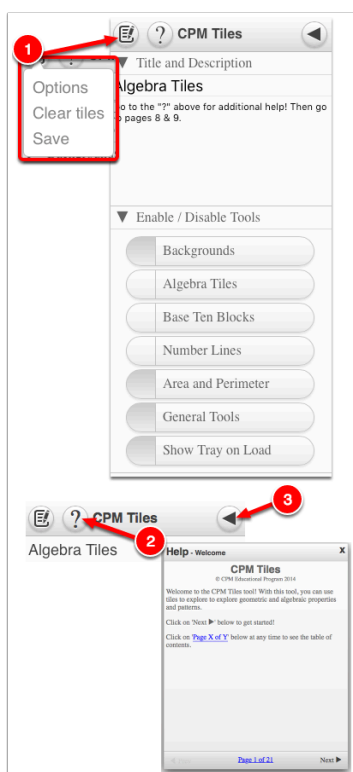 1
? CPM Tiles
▼ Title and Description
Options
Clear tiles
Save
Algebra Tiles
to the "?" above for additional help! Then go
pages 8 & 9.
▼ Enable / Disable Tools
Backgrounds
Algebra Tiles
Base Ten Blocks
Number Lines
Area and Perimeter
General Tools
Show Tray on Load
3
? CPM Tiles
2
Algebra Tiles
Help - Welcome X
CPM Tiles
© CPM Educational Program 2014
Welcome to the CPM Tiles tool! With this tool, you can use
tiles to explore to explore geometric and algebraic properties
and patterns.
Click on 'Next ▶' below to get started!
Click on 'Page X of Y' below at any time to see the table of
contents.
Page 1 of 21 Next ▶